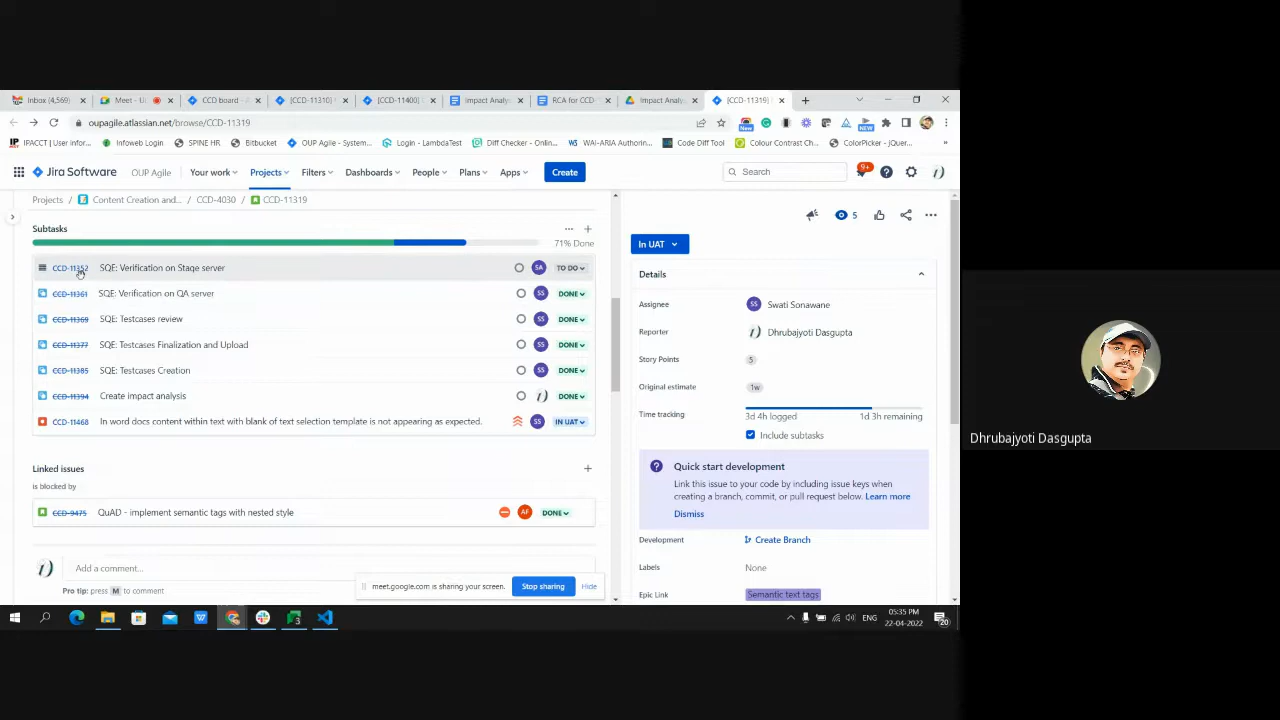 Inbox (4,569)
Meet - U
CCD board - A
[CCD-11310]
[CCD-11400]
Impact Analys
RCA for CCD-
Impact Analy
[CCD-11319]
oupagile.atlassian.net/browse/CCD-11319
IPACCT | User Infor...
Infoweb Login
SPINE HR
Bitbucket
OUP Agile - System...
Login - LambdaTest
Diff Checker - Onlin...
WAI-ARIA Authorin...
Code Diff Tool
Colour Contrast Ch...
ColorPicker - jQuer...
Jira Software
OUP Agile
Your work
Projects
Filters
Dashboards
People
Plans
Apps
Create
Search
9+
Projects / Content Creation and... / CCD-4030 / CCD-11319
Subtasks
71% Done
CCD-11352 SQE: Verification on Stage server SA TO DO
CCD-11361 SQE: Verification on QA server SS DONE
CCD-11369 SQE: Testcases review SS DONE
CCD-11377 SQE: Testcases Finalization and Upload SS DONE
CCD-11385 SQE: Testcases Creation SS DONE
CCD-11394 Create impact analysis DONE
CCD-11468 In word docs content within text with blank of text selection template is not appearing as expected. SS IN UAT
Linked issues
is blocked by
CCD-9475 QuAD - implement semantic tags with nested style AF DONE
Add a comment...
Pro tip: press M to comment
meet.google.com is sharing your screen.
Stop sharing
Hide
5
In UAT
Details
Assignee
SS Swati Sonawane
Reporter
Dhrubajyoti Dasgupta
Story Points
5
Original estimate
1w
Time tracking
3d 4h logged
1d 3h remaining
Include subtasks
Quick start development
Link this issue to your code by including issue keys when
creating a branch, commit, or pull request below. Learn more
Dismiss
Development
Create Branch
Labels
None
Epic Link
Semantic text tags
ENG
05:35 PM
22-04-2022
20
Dhrubajyoti Dasgupta